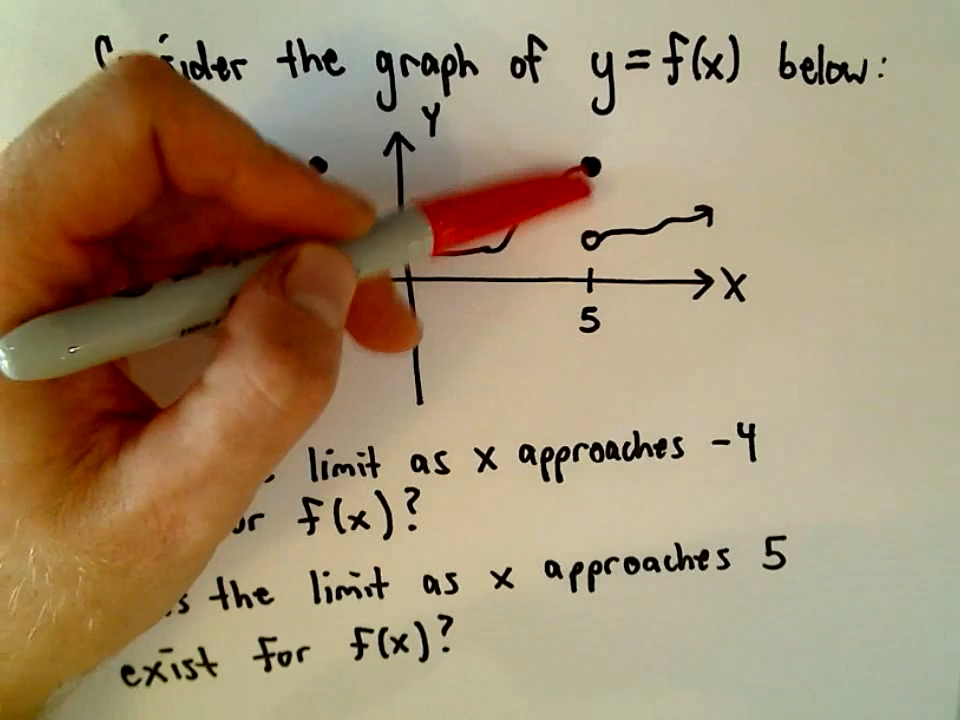 the graph of y=f(x) below:
Y
X
5
limit as x approaches -4
f(x)?
the limit as x approaches 5
exist for f(x)?